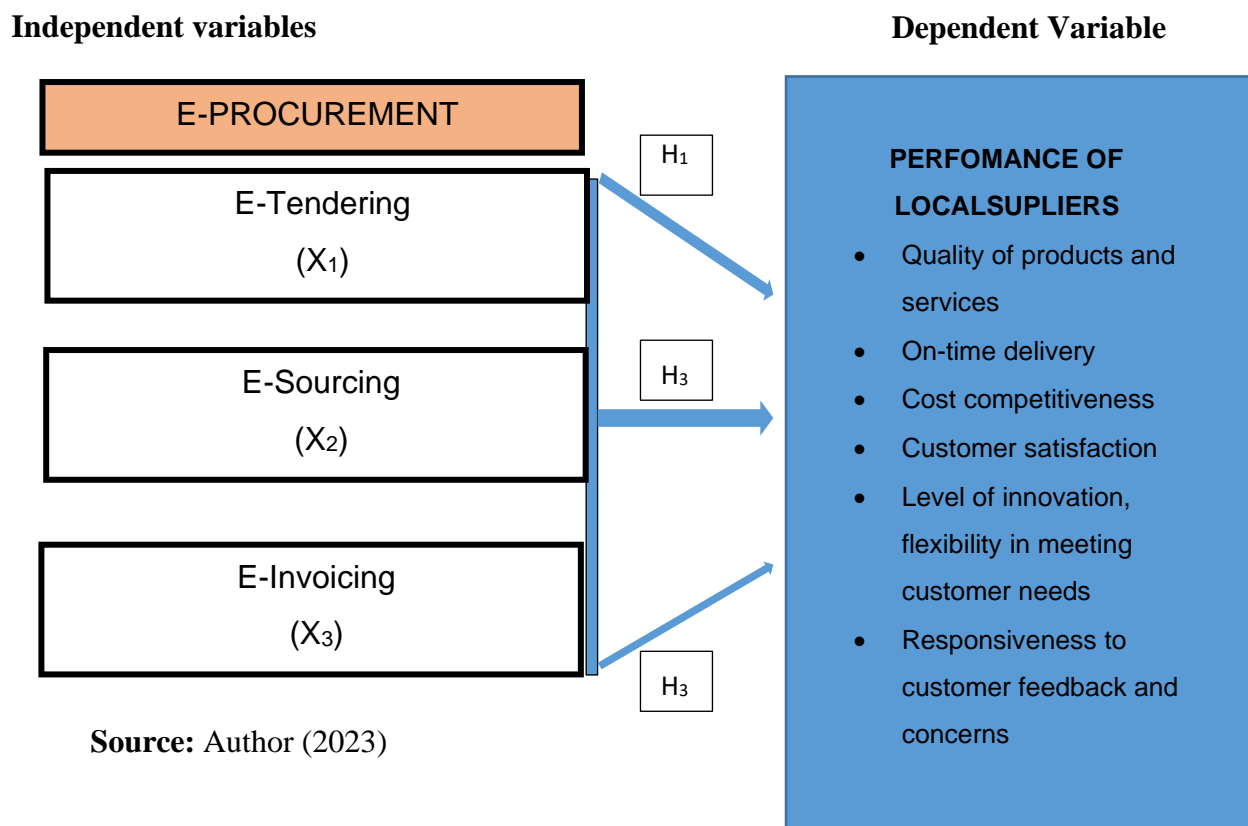 Independent variables
Dependent Variable
E-PROCUREMENT
E-Tendering
(X₁)
H₁
E-Sourcing
(X₂)
H₃
E-Invoicing
(X₃)
H₃
PERFOMANCE OF
LOCALSUPLIERS
• Quality of products and
services
• On-time delivery
• Cost competitiveness
• Customer satisfaction
• Level of innovation,
flexibility in meeting
customer needs
• Responsiveness to
customer feedback and
concerns
Source: Author (2023)